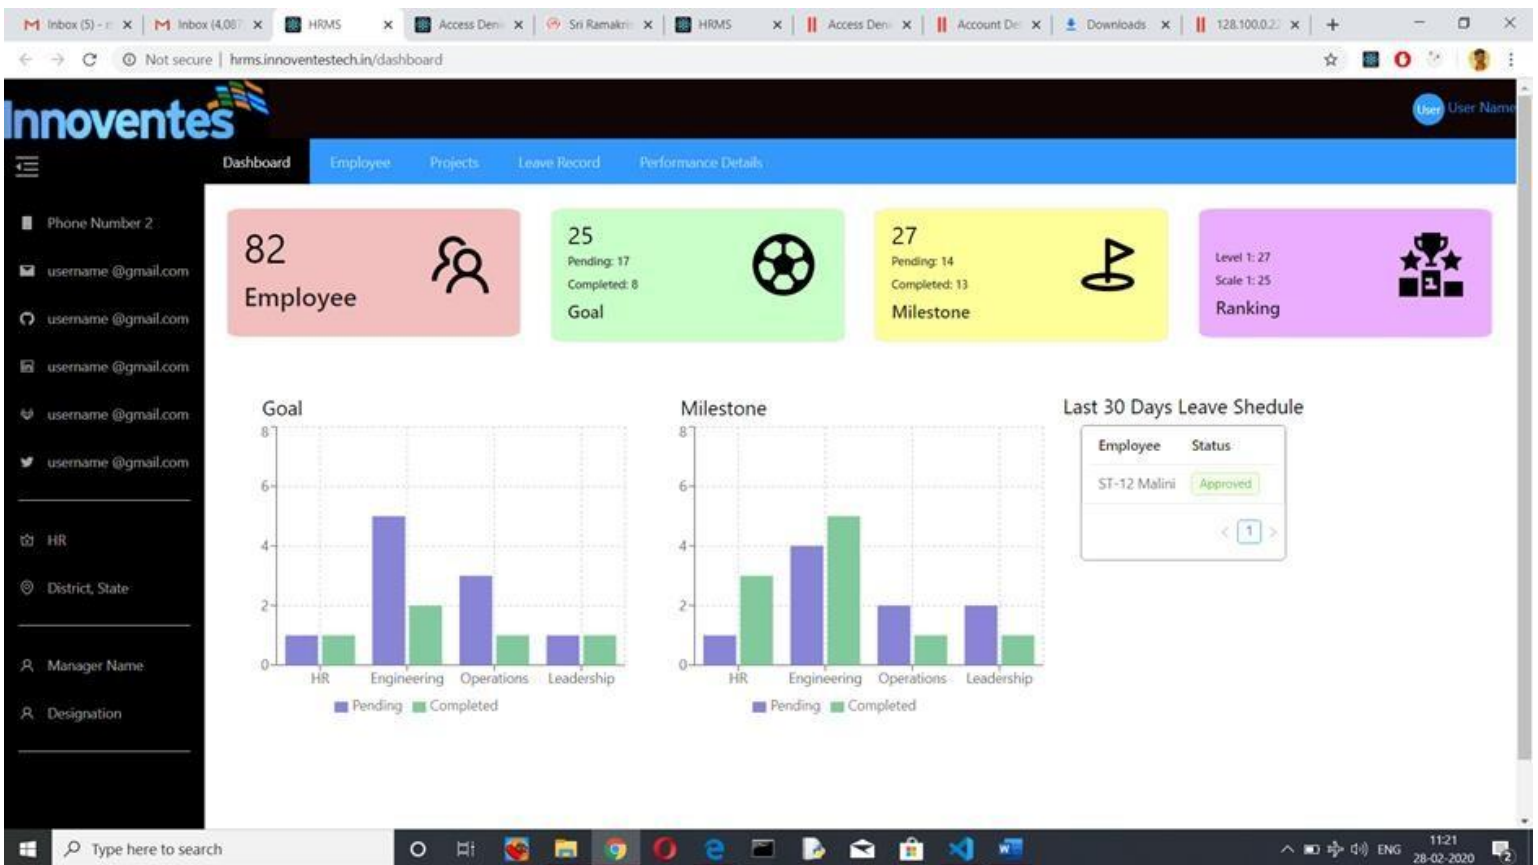 Inbox (5) - r
Inbox (4,087
HRMS
Access Deni
Sri Ramakris
HRMS
Access Deni
Account De
Downloads
128.100.0.22
Not secure | hrms.innoventestech.in/dashboard
Innoventes
User
User Name
Dashboard
Employee
Projects
Leave Record
Performance Details
Phone Number 2
username @gmail.com
username @gmail.com
username @gmail.com
username @gmail.com
username @gmail.com
HR
District, State
Manager Name
Designation
82
Employee
25
Pending: 17
Completed: 8
Goal
27
Pending: 14
Completed: 13
Milestone
Level 1: 27
Scale 1: 25
Ranking
1
Goal
8
6
4
2
0
HR Engineering Operations Leadership
Pending Completed
Milestone
8
6
4
2
0
HR Engineering Operations Leadership
Pending Completed
Last 30 Days Leave Shedule
Employee Status
ST-12 Malini Approved
< 1 >
Type here to search
ENG
11:21
28-02-2020
2